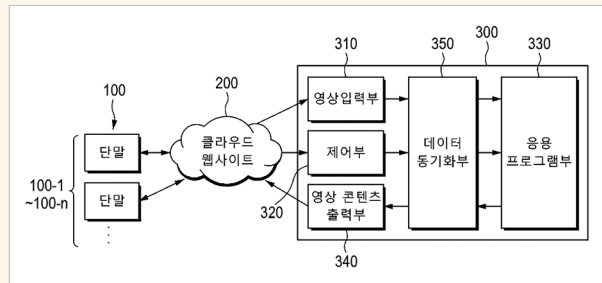 310
350
300
330
200
100
영상입력부
클라우드
웹사이트
단말
제어부
데이터
동기화부
응용
프로그램부
100-1
~100-n
단말
320
영상 콘텐츠
출력부
340